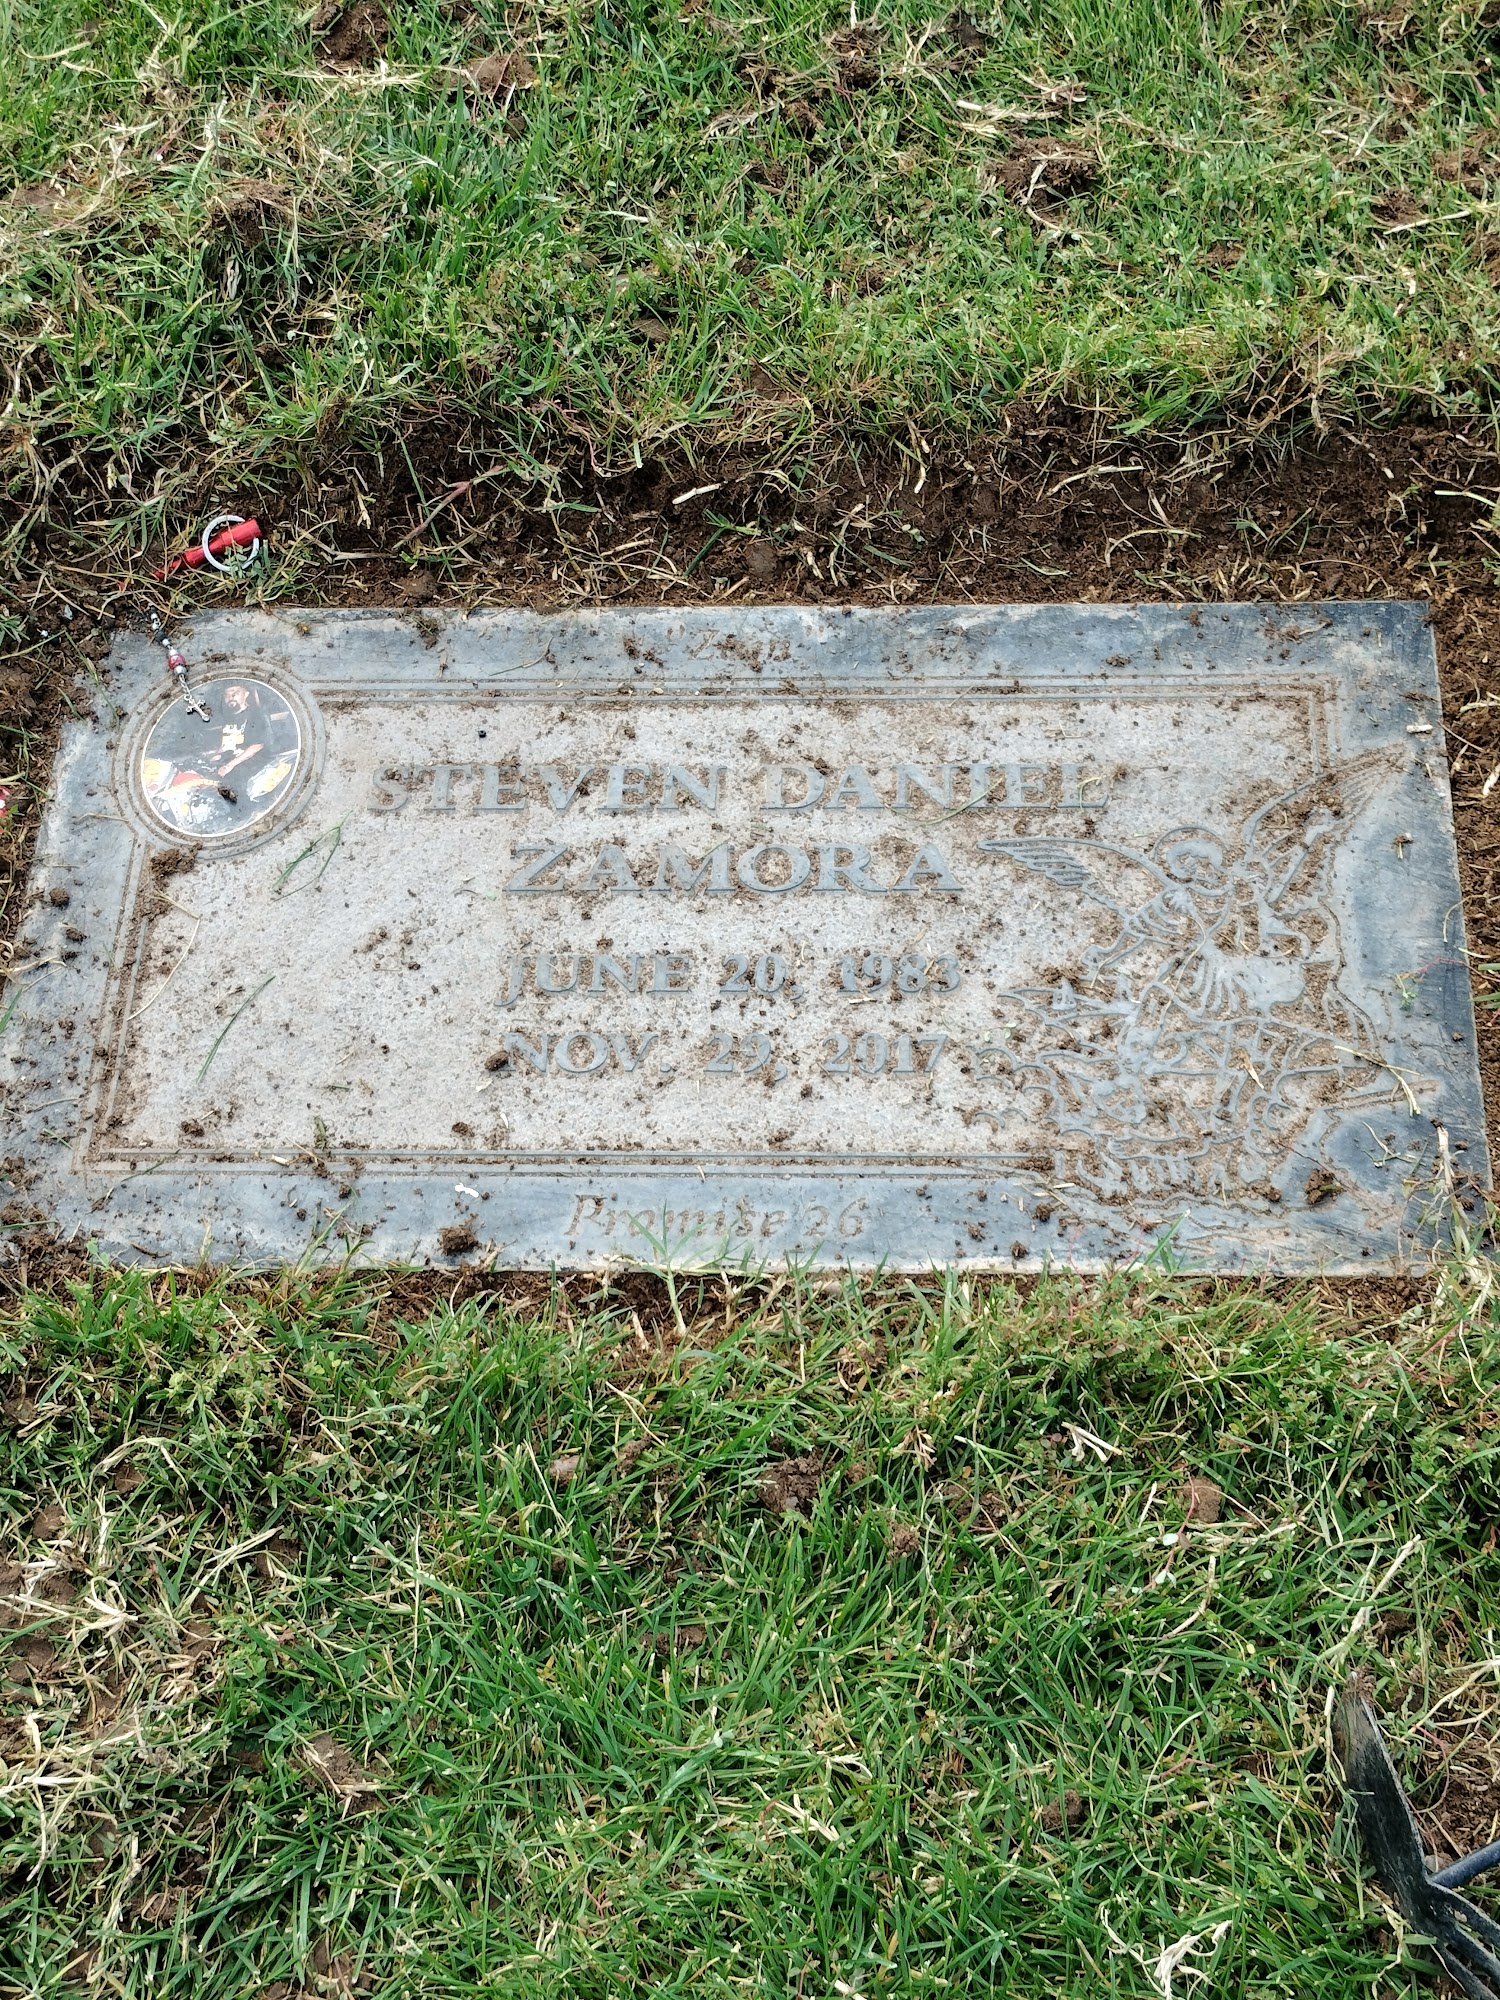 STEVEN DANIEL
ZAMORA
JUNE 20, 1983
NOV. 29, 2017
Promise 26